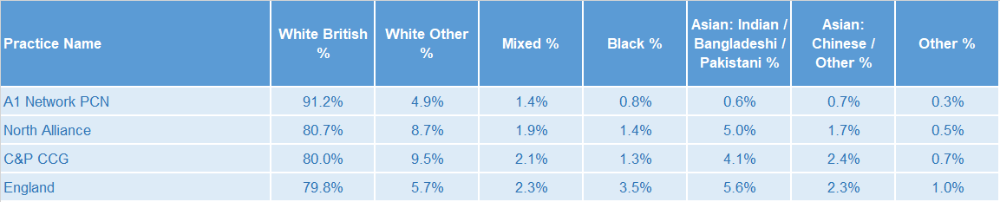 Practice Name White British % White Other % Mixed % Black % Asian: Indian / Bangladeshi / Pakistani % Asian: Chinese / Other % Other %
A1 Network PCN 91.2% 4.9% 1.4% 0.8% 0.6% 0.7% 0.3%
North Alliance 80.7% 8.7% 1.9% 1.4% 5.0% 1.7% 0.5%
C&P CCG 80.0% 9.5% 2.1% 1.3% 4.1% 2.4% 0.7%
England 79.8% 5.7% 2.3% 3.5% 5.6% 2.3% 1.0%